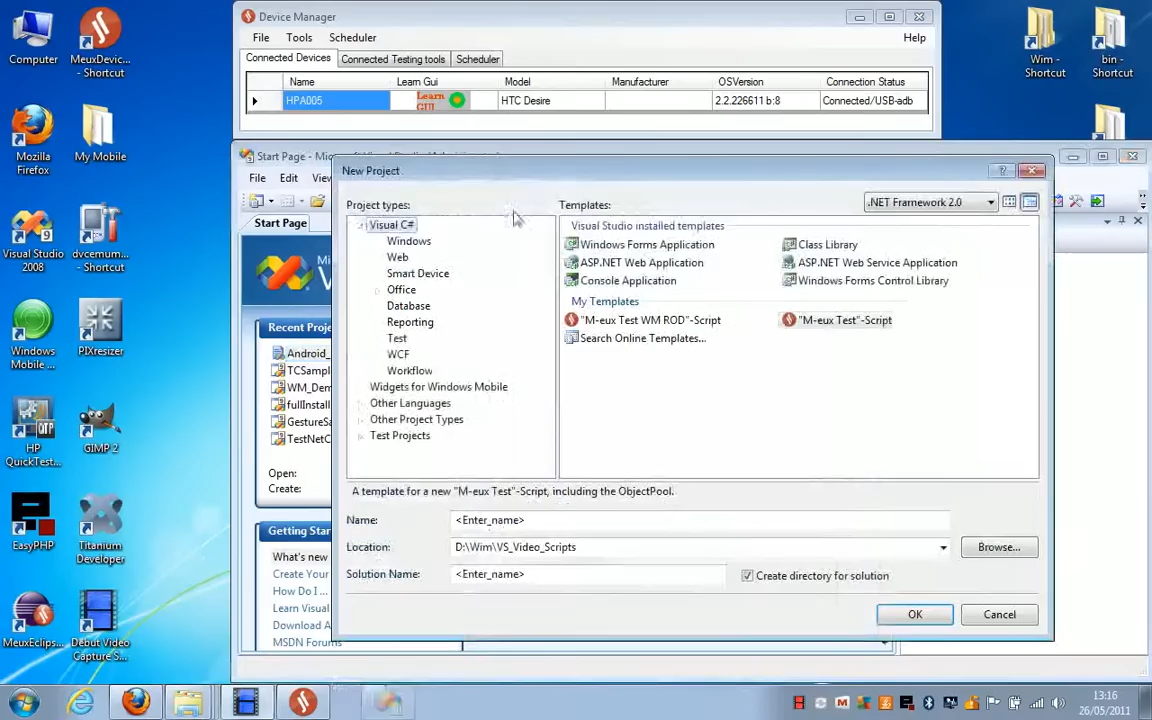 Device Manager
File Tools Scheduler Help
Connected Devices Connected Testing tools Scheduler
Name Learn Gui Model Manufacturer OSVersion Connection Status
HPA005 Learn GUI HTC Desire 2.2.226611 b:8 Connected/USB-adb
Computer
MeuxDevic... - Shortcut
Mozilla Firefox
My Mobile
Visual Studio 2008
dvcemum... - Shortcut
Windows Mobile ...
PIXresizer
HP QuickTest...
GIMP 2
EasyPHP
Titanium Developer
MeuxEclips...
Debut Video Capture S...
Wim - Shortcut
bin - Shortcut
File Edit
Start Page
Recent Proje
Android_
TCSampl
WM_Dem
fullInstall
GestureSa
Open:
Create:
Getting Star
What's new
Create Your
How Do I ...
Learn Visual
Download A
MSDN Forums
New Project
Project types:
Visual C#
Windows
Web
Smart Device
Office
Database
Reporting
Test
WCF
Workflow
Widgets for Windows Mobile
Other Languages
Other Project Types
Test Projects
Templates:
.NET Framework 2.0
Visual Studio installed templates
Windows Forms Application
Class Library
ASP.NET Web Application
ASP.NET Web Service Application
Console Application
Windows Forms Control Library
My Templates
"M-eux Test WM ROD"-Script
"M-eux Test"-Script
Search Online Templates...
A template for a new "M-eux Test"-Script, including the ObjectPool.
Name: <Enter_name>
Location: D:\Wim\VS_Video_Scripts Browse...
Solution Name: <Enter_name> Create directory for solution
OK Cancel
13:16
26/05/2011